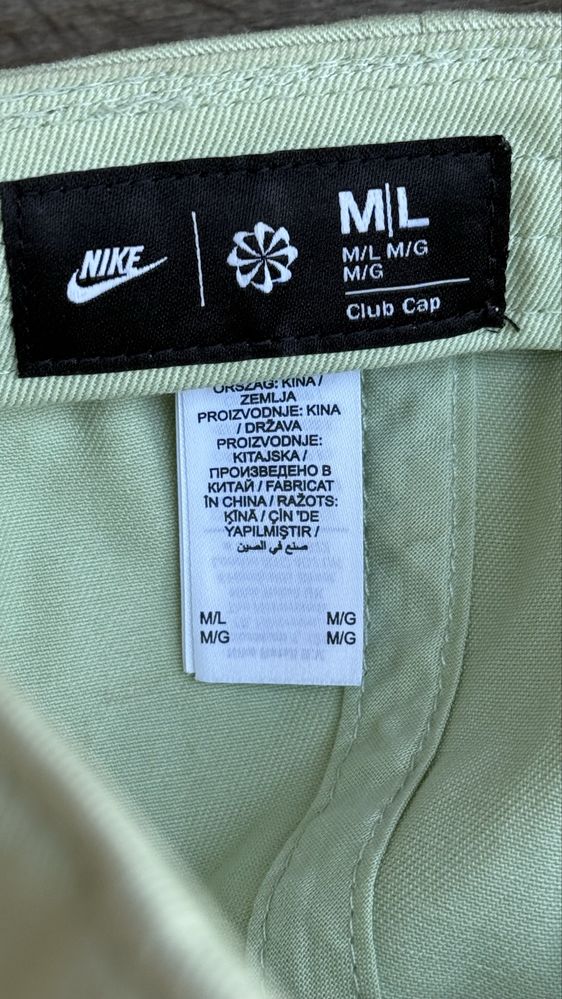 NIKE
M|L
M/L M/G
M/G
Club Cap
ORSZÁG: KINA /
ZEMLJA
PROIZVODNJE: KINA
/ DRŽAVA
PROIZVODNJE:
KITAJSKA /
ПРОИЗВЕДЕНО В
КИТАЙ / FABRICAT
ÎN CHINA / RAŽOTS:
ĶĪNĀ / ÇİN 'DE
YAPILMIŞTIR /
صنع في الصين
M/L M/G
M/G M/G